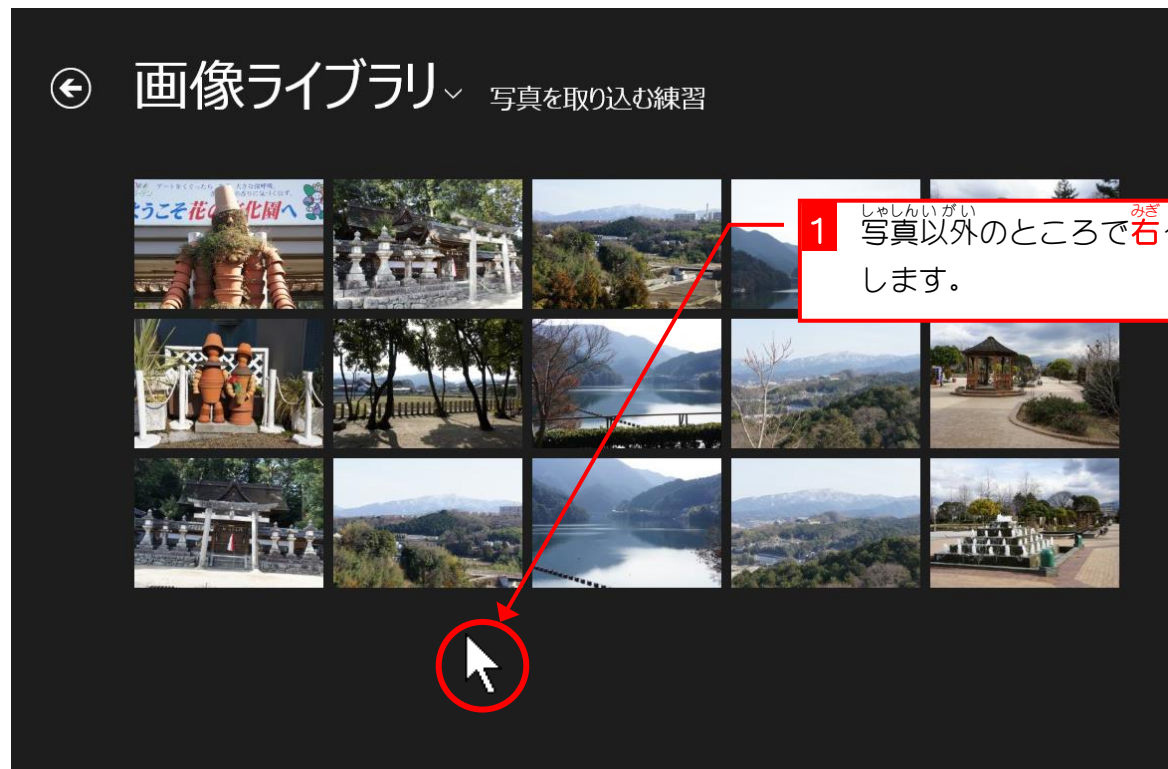 画像ライブラリ 写真を取り込む練習
ようこそ花の文化園へ
1 写真以外のところで右
しゃしんいがい みぎ
します。